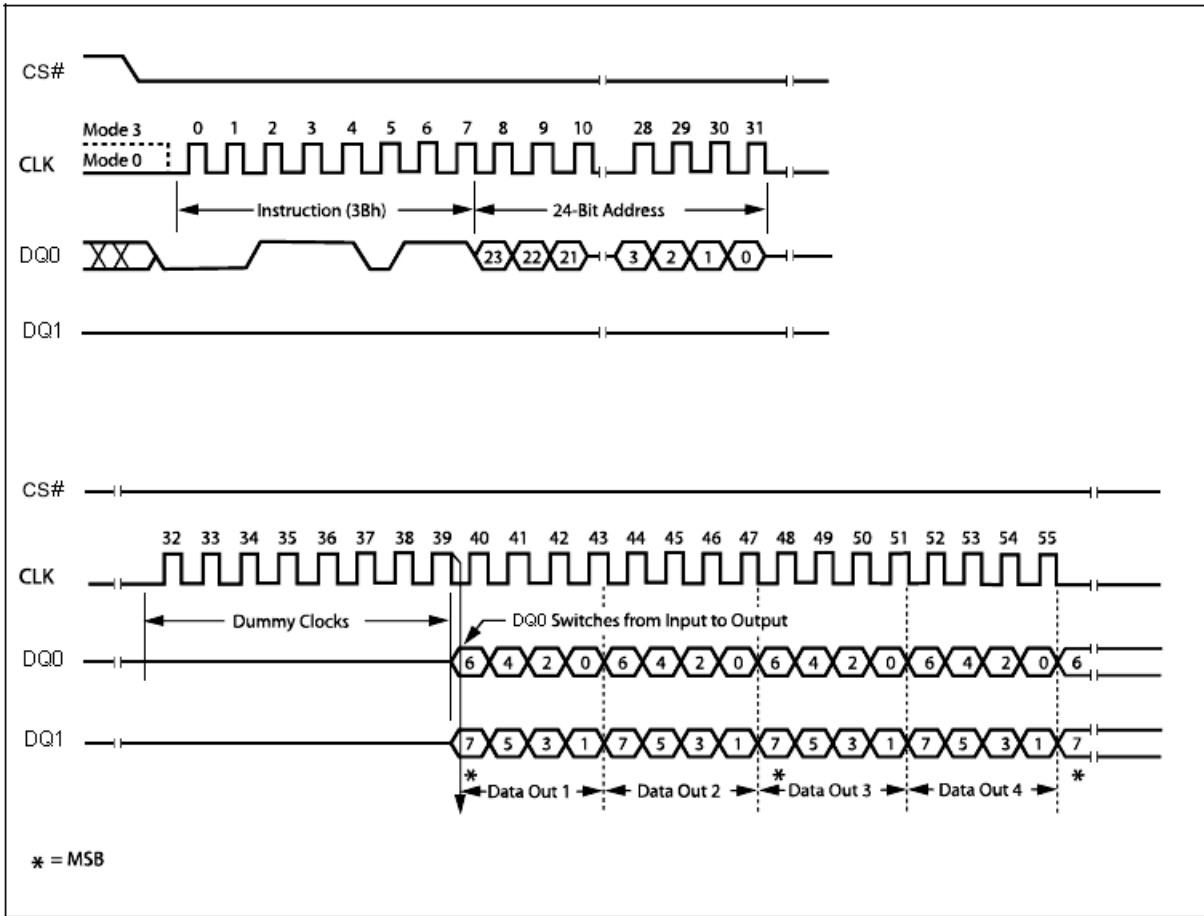 CS#
Mode 3 0 1 2 3 4 5 6 7 8 9 10 28 29 30 31
CLK Mode 0
Instruction (3Bh) 24-Bit Address
DQ0 23 22 21 3 2 1 0
DQ1
CS#
32 33 34 35 36 37 38 39 40 41 42 43 44 45 46 47 48 49 50 51 52 53 54 55
CLK
Dummy Clocks DQ0 Switches from Input to Output
DQ0 6 4 2 0 6 4 2 0 6 4 2 0 6 4 2 0 6
DQ1 7 5 3 1 7 5 3 1 7 5 3 1 7 5 3 1 7
* * *
Data Out 1 Data Out 2 Data Out 3 Data Out 4
* = MSB